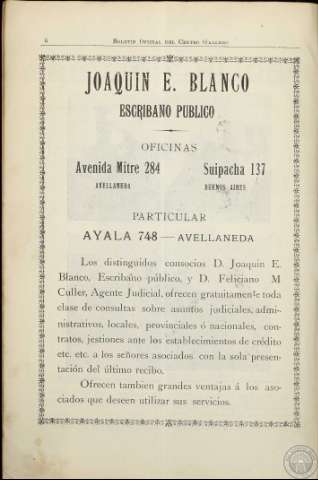 6 BOLETIN OFICIAL DEL CENTRO GALLEGO
JOAQUIN E. BLANCO
ESCRIBANO PUBLICO
OFICINAS
Avenida Mitre 284 Suipacha 137
AVELLANEDA BUENOS AIRES
PARTICULAR
AYALA 748 — AVELLANEDA
Los distinguidos consocios D. Joaquin E.
Blanco, Escribano público, y D. Feliciano M
Culler, Agente Judicial, ofrecen gratuitamente toda
clase de consultas sobre asuntos judiciales, admi-
nistrativos, locales, provinciales ó nacionales, con-
tratos, jestiones ante los establecimientos de crédito
etc. etc. a los señores asociados con la presen-
tación del último recibo.
Ofrecen tambien grandes ventajas á los aso-
ciados que deseen utilizar sus servicios.